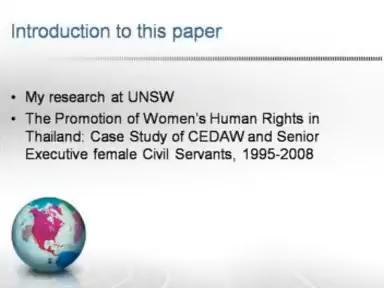 Introduction to this paper
• My research at UNSW
• The Promotion of Women's Human Rights in
Thailand: Case Study of CEDAW and Senior
Executive female Civil Servants, 1995-2008